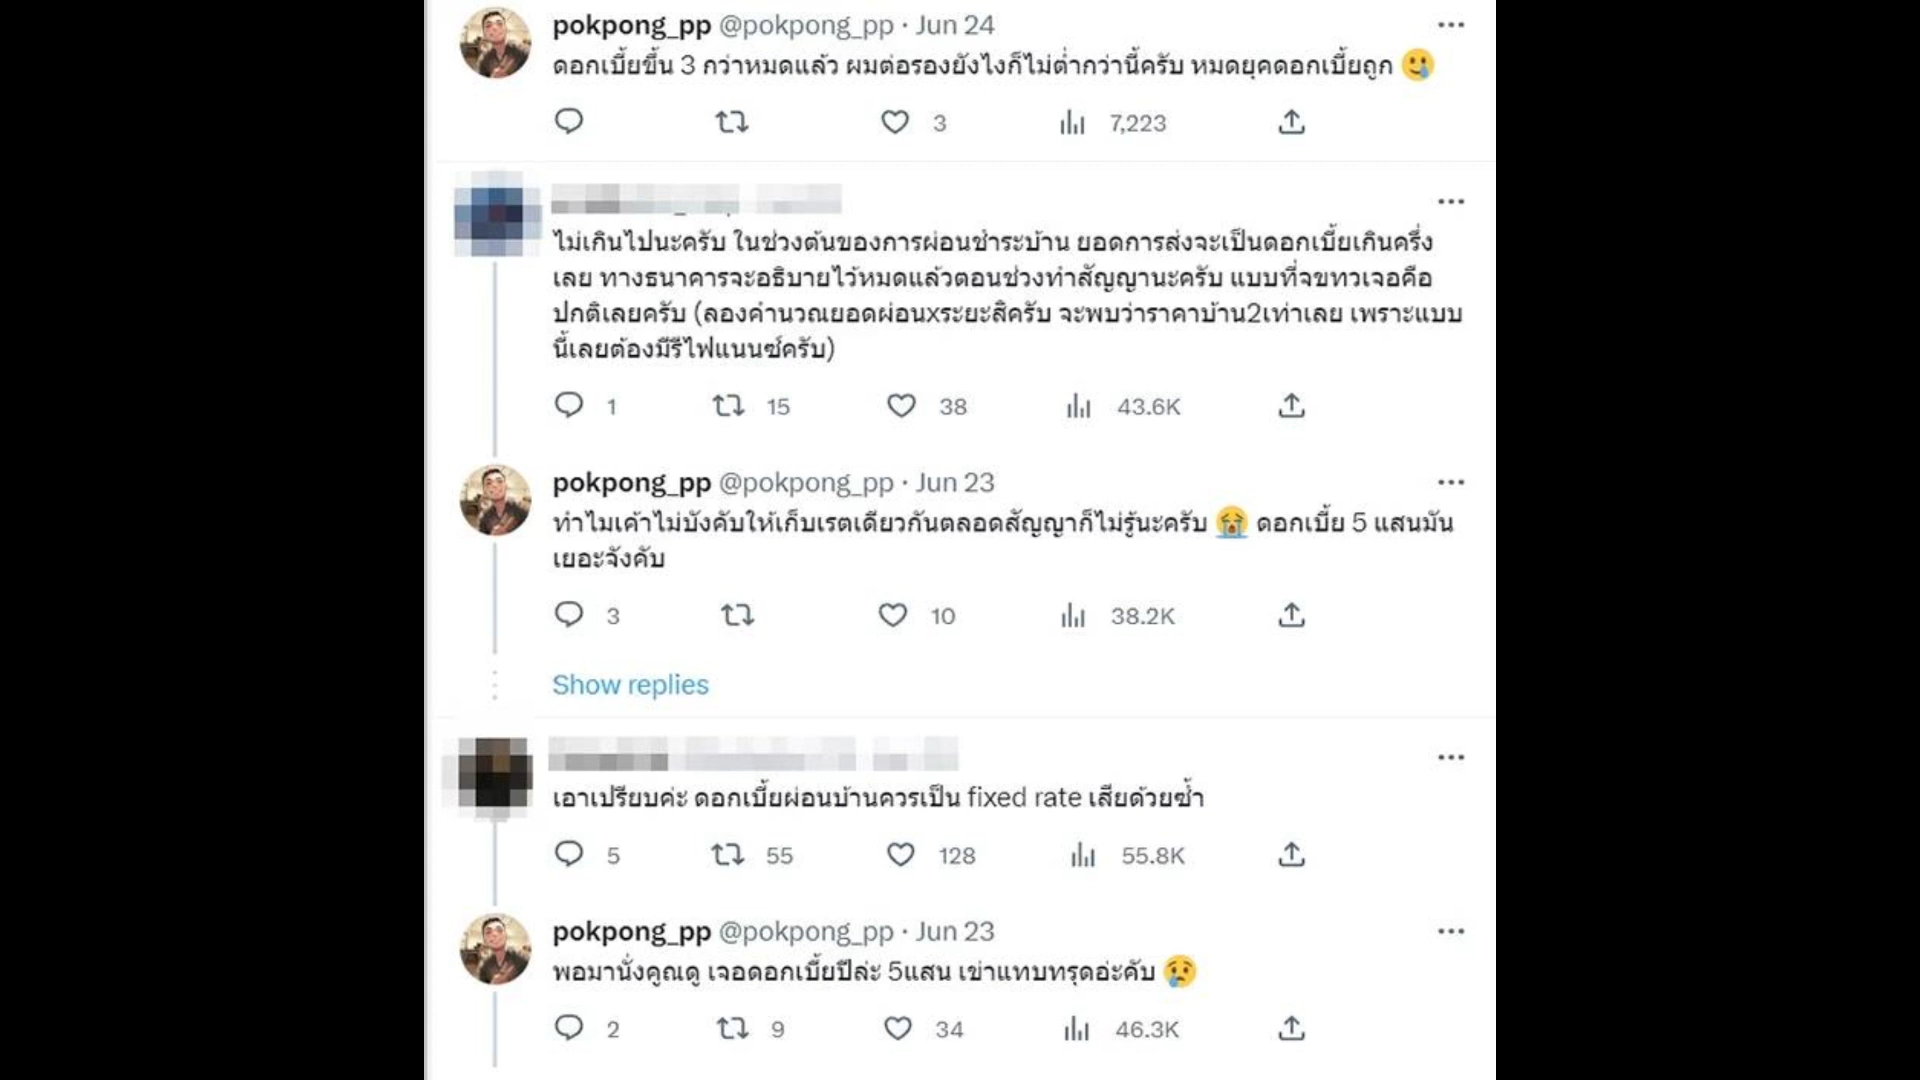 pokpong_pp @pokpong_pp · Jun 24
ดอกเบี้ยขึ้น 3 กว่าหมดแล้ว ผมต่อรองยังไงก็ไม่ต่ำกว่านี้ครับ หมดยุคดอกเบี้ยถูก 🥲
3 7,223
ไม่เกินไปนะครับ ในช่วงต้นของการผ่อนชำระบ้าน ยอดการส่งจะเป็นดอกเบี้ยเกินครึ่ง
เลย ทางธนาคารจะอธิบายไว้หมดแล้วตอนช่วงทำสัญญานะครับ แบบที่จขทวเจอคือ
ปกติเลยครับ (ลองคำนวณยอดผ่อนxระยะสิครับ จะพบว่าราคาบ้าน2เท่าเลย เพราะแบบ
นี้เลยต้องมีรีไฟแนนซ์ครับ)
1 15 38 43.6K
pokpong_pp @pokpong_pp · Jun 23
ทำไมเค้าไม่บังคับให้เก็บเรตเดียวกันตลอดสัญญาก็ไม่รู้นะครับ 😭 ดอกเบี้ย 5 แสนมัน
เยอะจังคับ
3 10 38.2K
Show replies
เอาเปรียบค่ะ ดอกเบี้ยผ่อนบ้านควรเป็น fixed rate เสียด้วยซ้ำ
5 55 128 55.8K
pokpong_pp @pokpong_pp · Jun 23
พอมานั่งคูณดู เจอดอกเบี้ยปีล่ะ 5แสน เข่าแทบทรุดอ่ะคับ 😢
2 9 34 46.3K